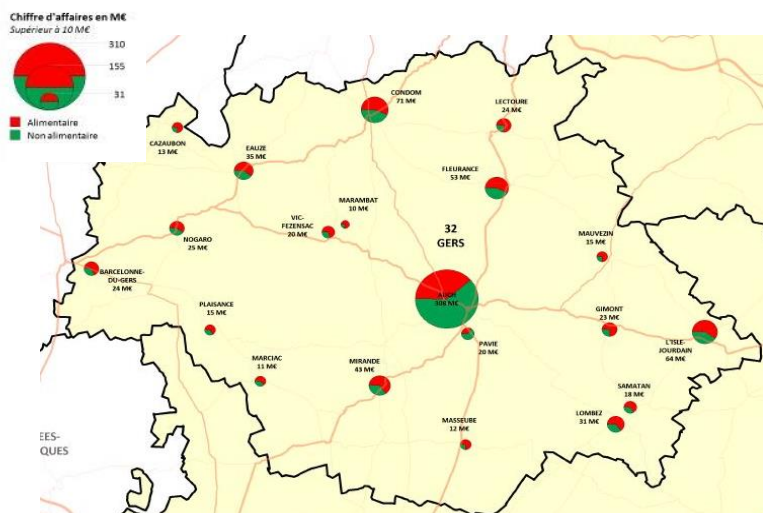 Chiffre d'affaires en M€
Supérieur à 10 M€
310
155
31
Alimentaire
Non alimentaire
CONDOM
71 M€
LECTOURE
24 M€
CAZAUBON
13 M€
EAUZE
35 M€
FLEURANCE
53 M€
MARAMBAT
10 M€
VIC-
FEZENSAC
20 M€
32
GERS
NOGARO
25 M€
MAUVEZIN
15 M€
BARCELONNE-
DU-GERS
24 M€
AUCH
308 M€
PLAISANCE
15 M€
GIMONT
23 M€
L'ISLE-
JOURDAIN
64 M€
PAVIE
20 M€
MARCIAC
11 M€
MIRANDE
43 M€
SAMATAN
18 M€
LOMBEZ
31 M€
MASSEUBE
12 M€
EES-
QUES